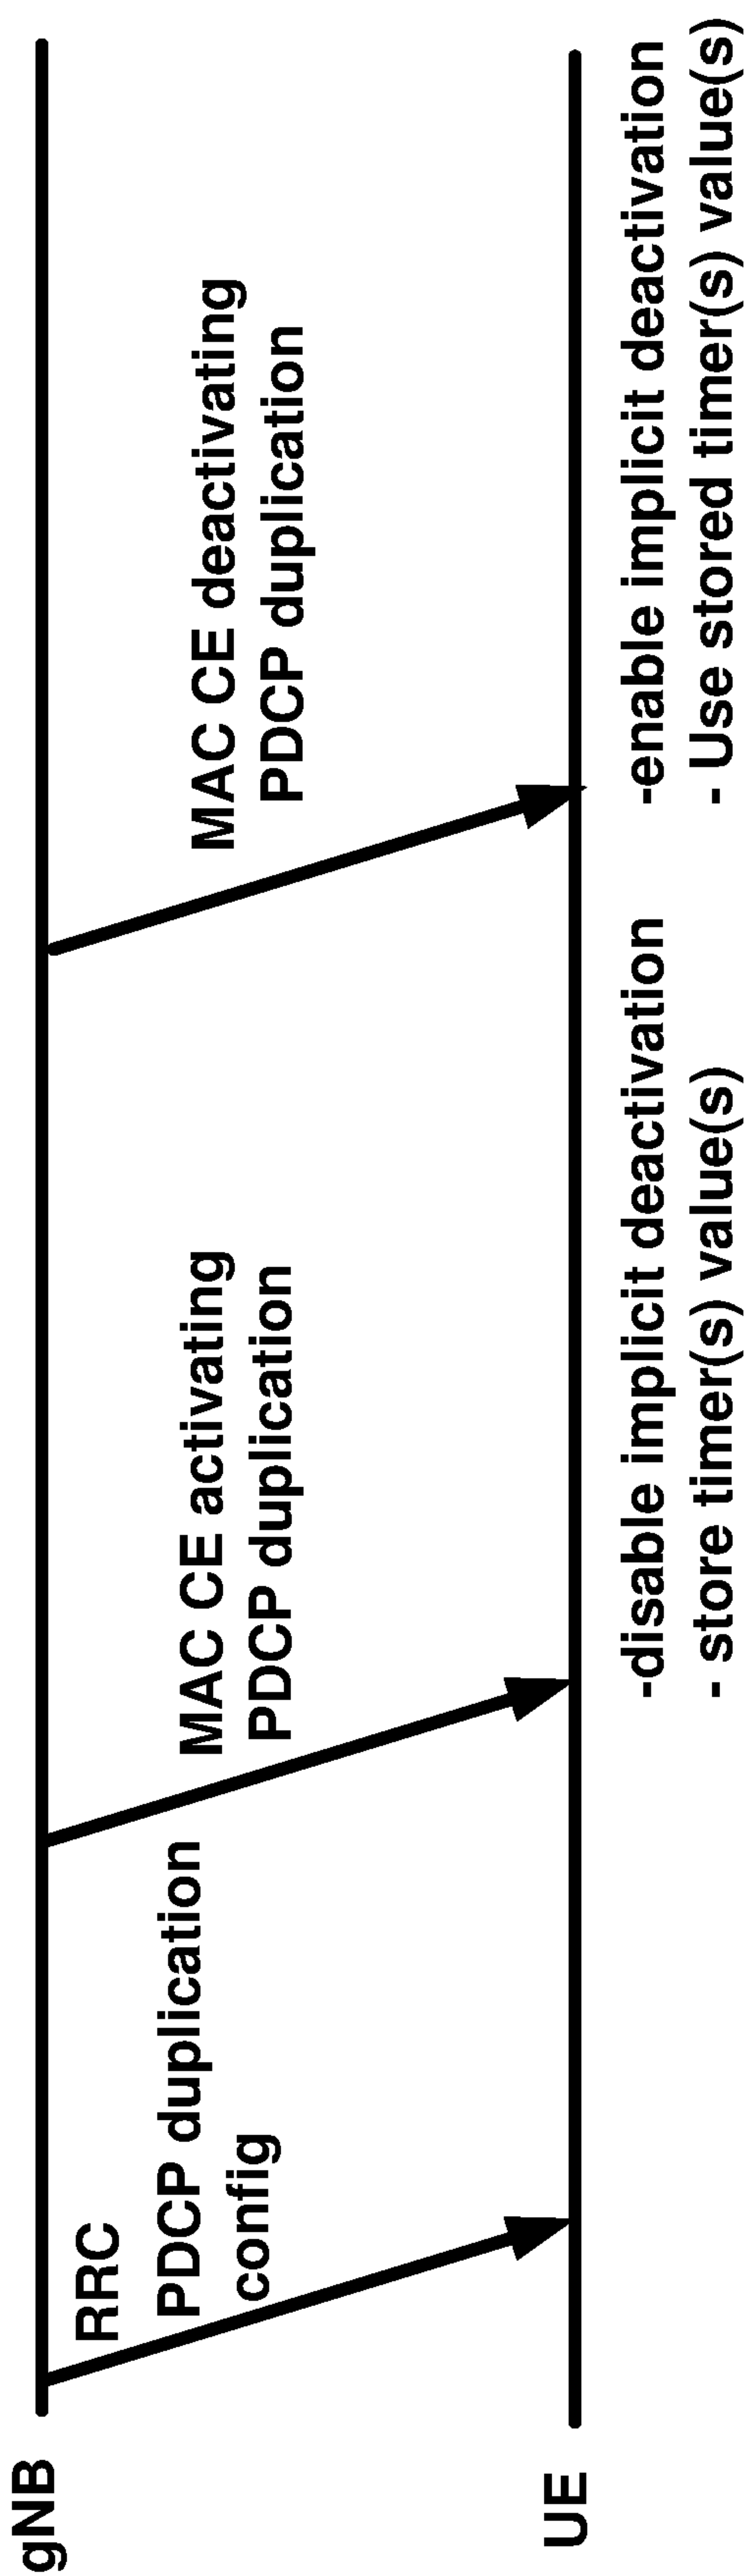 gNB
RRC
PDCP duplication
config
MAC CE activating
PDCP duplication
MAC CE deactivating
PDCP duplication
UE
-disable implicit deactivation
- store timer(s) value(s)
-enable implicit deactivation
- Use stored timer(s) value(s)